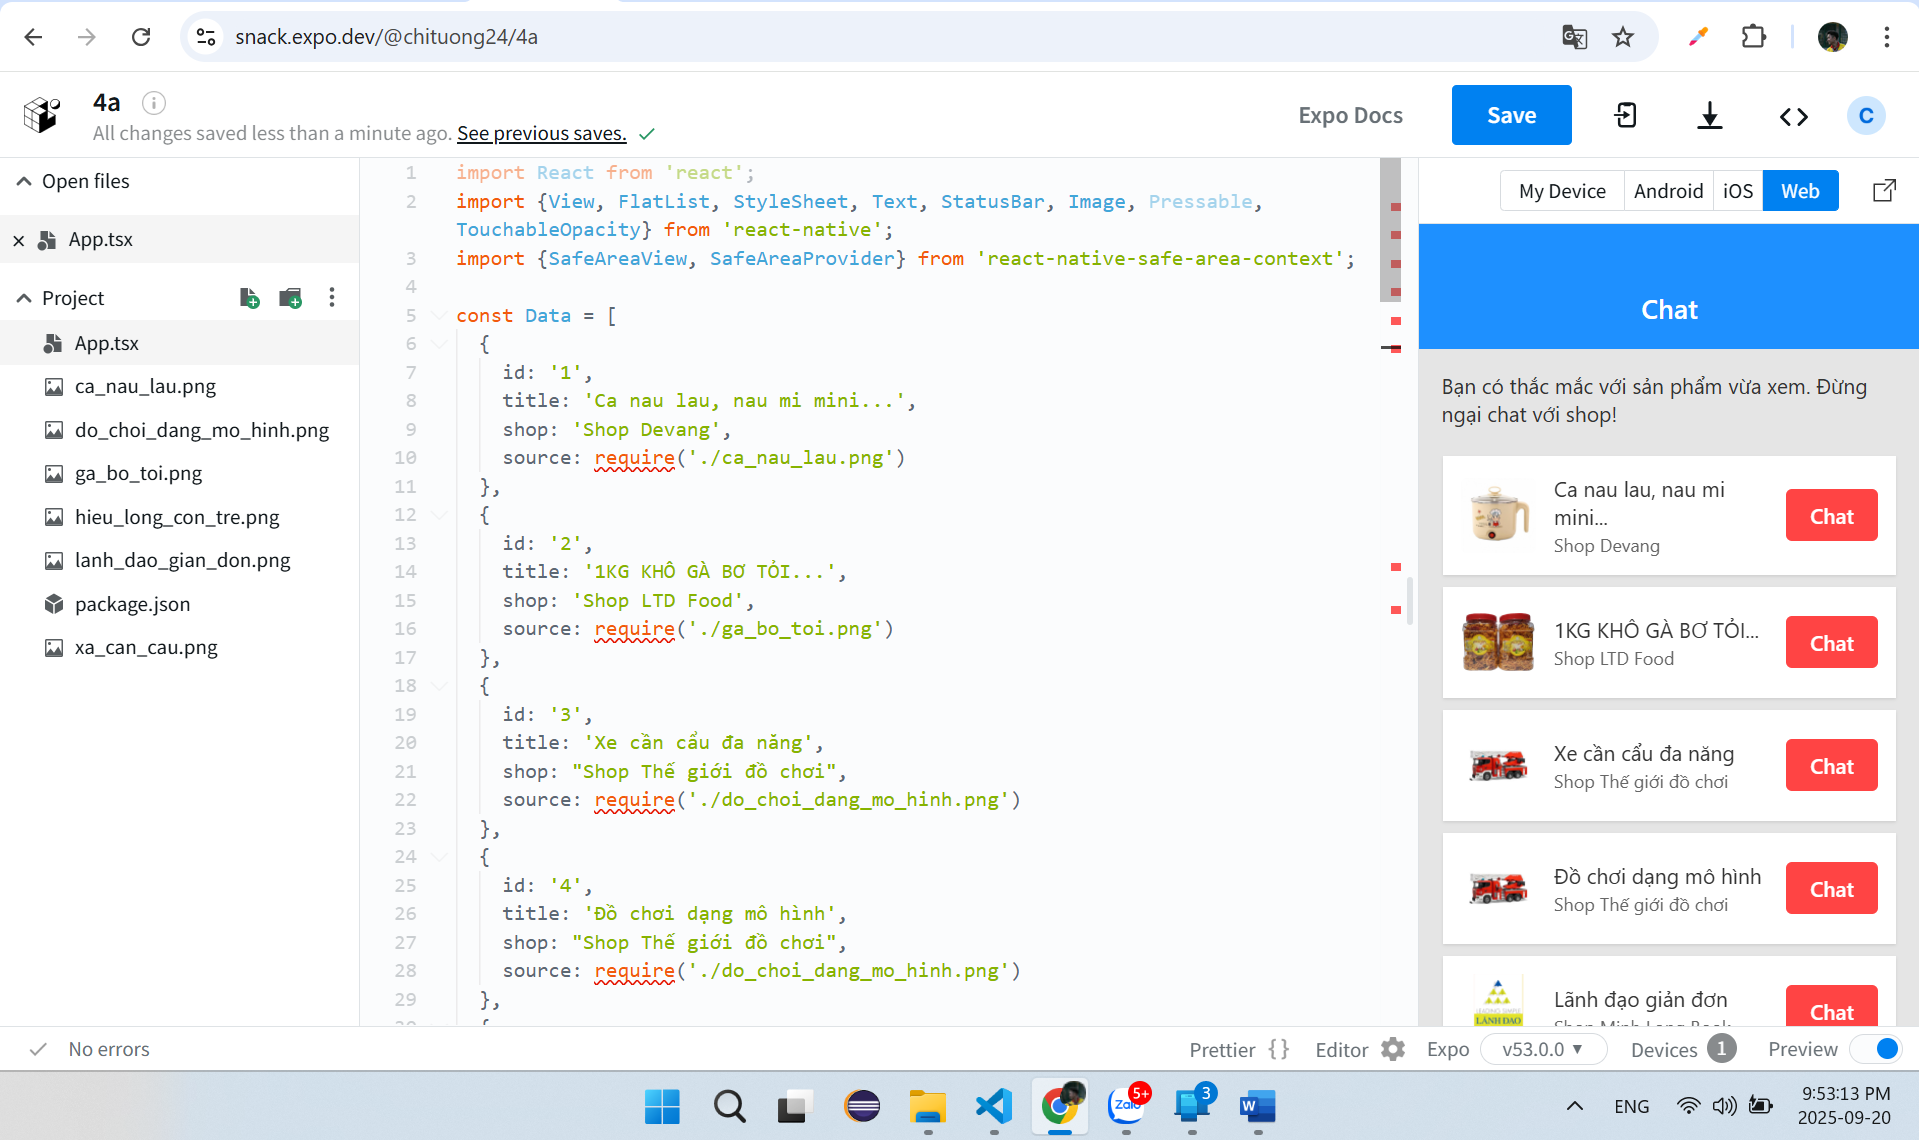 snack.expo.dev/@chituong24/4a
4a
All changes saved less than a minute ago. See previous saves.
Expo Docs
Save
C
Open files
App.tsx
Project
App.tsx
ca_nau_lau.png
do_choi_dang_mo_hinh.png
ga_bo_toi.png
hieu_long_con_tre.png
lanh_dao_gian_don.png
package.json
xa_can_cau.png
1 import React from 'react';
2 import {View, FlatList, StyleSheet, Text, StatusBar, Image, Pressable,
TouchableOpacity} from 'react-native';
3 import {SafeAreaView, SafeAreaProvider} from 'react-native-safe-area-context';
4
5 const Data = [
6 {
7 id: '1',
8 title: 'Ca nau lau, nau mi mini...',
9 shop: 'Shop Devang',
10 source: require('./ca_nau_lau.png')
11 },
12 {
13 id: '2',
14 title: '1KG KHÔ GÀ BƠ TỎI...',
15 shop: 'Shop LTD Food',
16 source: require('./ga_bo_toi.png')
17 },
18 {
19 id: '3',
20 title: 'Xe cần cẩu đa năng',
21 shop: "Shop Thế giới đồ chơi",
22 source: require('./do_choi_dang_mo_hinh.png')
23 },
24 {
25 id: '4',
26 title: 'Đồ chơi dạng mô hình',
27 shop: "Shop Thế giới đồ chơi",
28 source: require('./do_choi_dang_mo_hinh.png')
29 },
My Device Android iOS Web
Chat
Bạn có thắc mắc với sản phẩm vừa xem. Đừng
ngại chat với shop!
Ca nau lau, nau mi
mini...
Shop Devang
Chat
1KG KHÔ GÀ BƠ TỎI...
Shop LTD Food
Chat
Xe cần cẩu đa năng
Shop Thế giới đồ chơi
Chat
Đồ chơi dạng mô hình
Shop Thế giới đồ chơi
Chat
LÃNH ĐẠO
Lãnh đạo giản đơn
Chat
No errors
Prettier {} Editor Expo v53.0.0 Devices 1 Preview
Zalo 5+
3
W
ENG
9:53:13 PM
2025-09-20